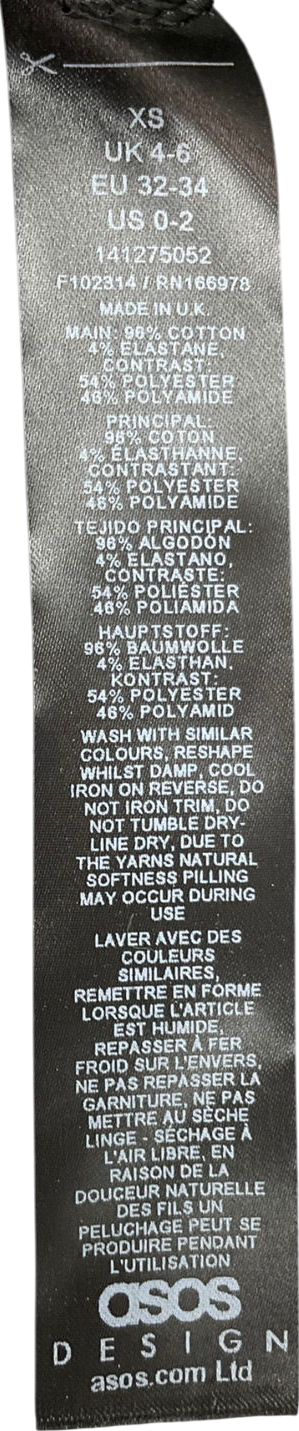 XS
UK 4-6
EU 32-34
US 0-2
141275052
F102314 / RN166978
MADE IN U.K.
MAIN: 96% COTTON
4% ELASTANE,
CONTRAST:
54% POLYESTER
46% POLYAMIDE
PRINCIPAL:
96% COTON
4% ÉLASTHANNE,
CONTRASTANT:
54% POLYESTER
46% POLYAMIDE
TEJIDO PRINCIPAL:
96% ALGODÓN
4% ELASTANO,
CONTRASTE:
54% POLIÉSTER
46% POLIAMIDA
HAUPTSTOFF:
96% BAUMWOLLE
4% ELASTHAN,
KONTRAST:
54% POLYESTER
46% POLYAMID
WASH WITH SIMILAR
COLOURS, RESHAPE
WHILST DAMP, COOL
IRON ON REVERSE, DO
NOT IRON TRIM, DO
NOT TUMBLE DRY-
LINE DRY, DUE TO
THE YARNS NATURAL
SOFTNESS PILLING
MAY OCCUR DURING
USE
LAVER AVEC DES
COULEURS
SIMILAIRES,
REMETTRE EN FORME
LORSQUE L'ARTICLE
EST HUMIDE,
REPASSER À FER
FROID SUR L'ENVERS,
NE PAS REPASSER LA
GARNITURE, NE PAS
METTRE AU SÈCHE
LINGE - SÉCHAGE À
L'AIR LIBRE, EN
RAISON DE LA
DOUCEUR NATURELLE
DES FILS UN
PELUCHAGE PEUT SE
PRODUIRE PENDANT
L'UTILISATION
asos
DESIGN
asos.com Ltd